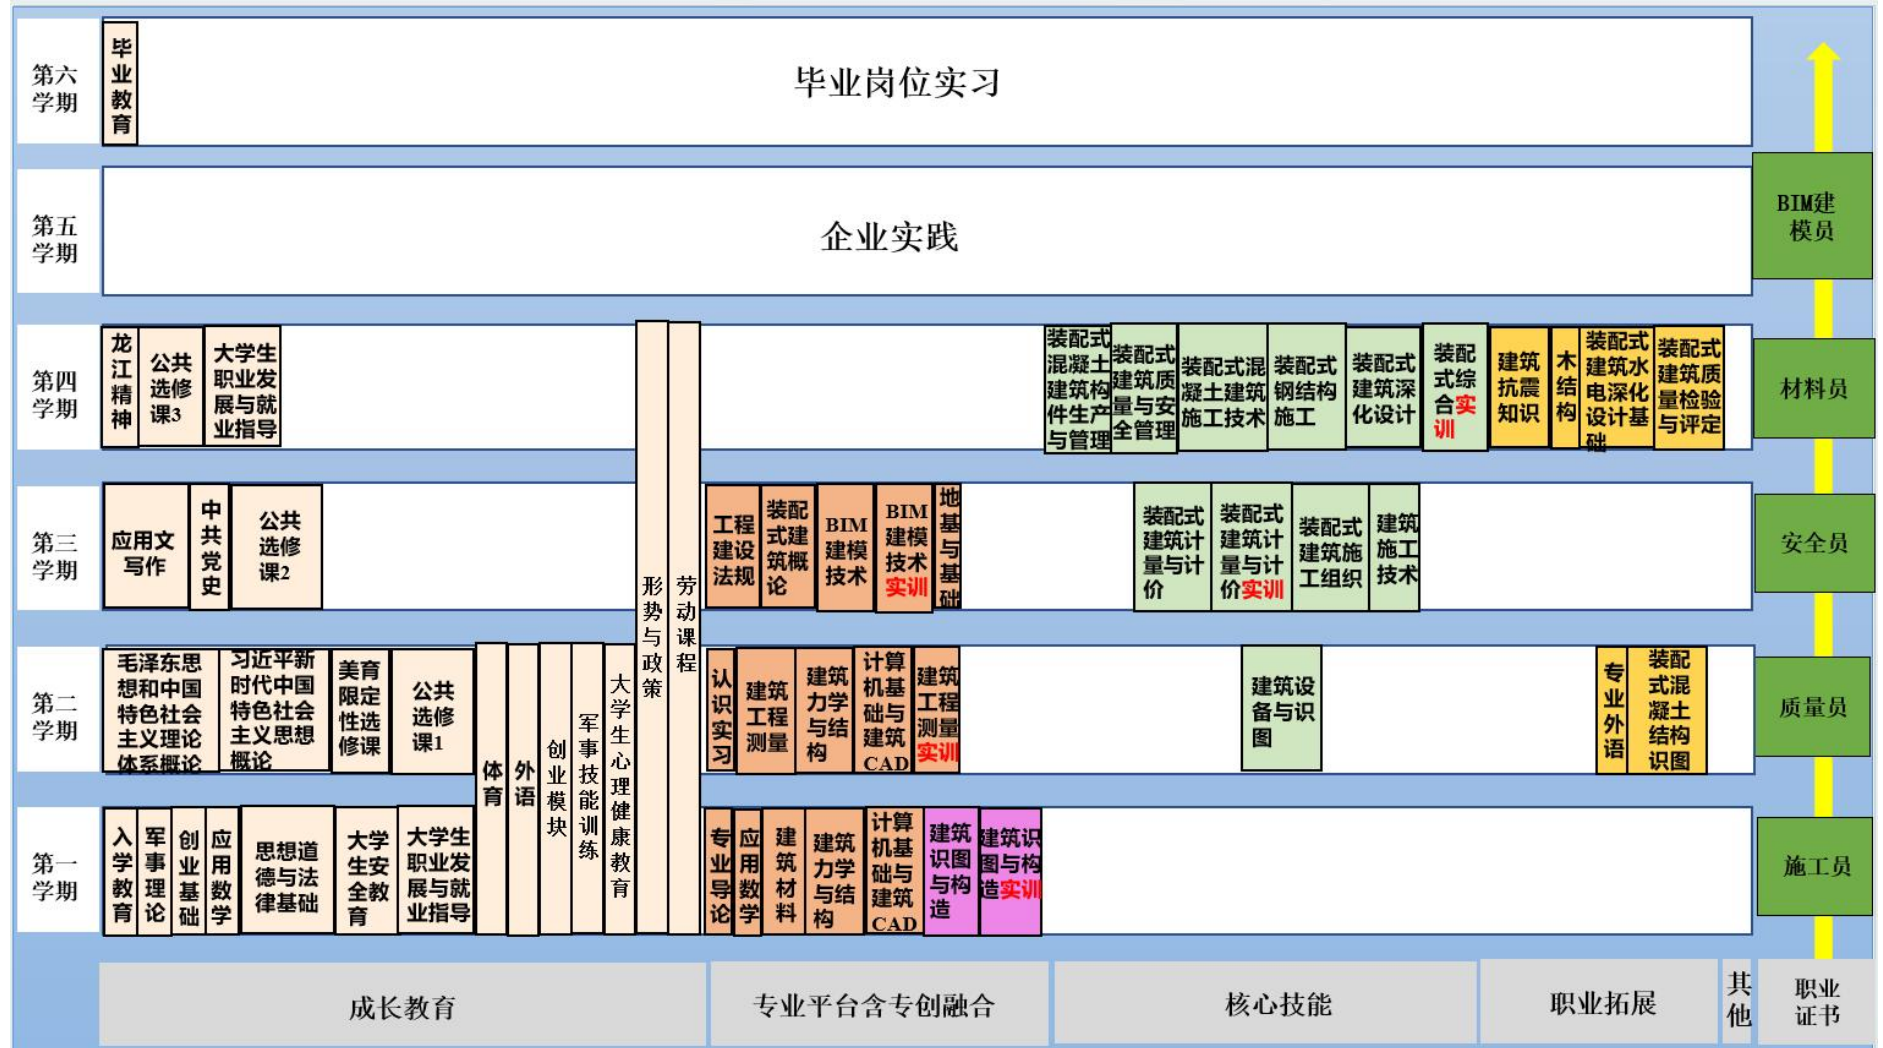 第六
学期
毕
业
教
育
毕业岗位实习
第五
学期
企业实践
BIM建
模员
第四
学期
龙
江
精
神
公共
选修
课3
大学生
职业发
展与就
业指导
装配式
混凝土
建筑构
件生产
与管理
装配式
建筑质
量与安
全管理
装配式混
凝土建筑
施工技术
装配式
钢结构
施工
装配式
建筑深
化设计
装配
式综
合实
训
建筑
抗震
知识
木
结
构
装配式
建筑水
电深化
设计基
础
装配式
建筑质
量检验
与评定
材料员
第三
学期
应用文
写作
中
共
党
史
公共
选修
课2
形
势
与
政
策
劳
动
课
程
工程
建设
法规
装配
式建
筑概
论
BIM
建模
技术
BIM
建模
技术
实训
地
基
与
基
础
装配式
建筑计
量与计
价
装配式
建筑计
量与计
价实训
装配式
建筑施
工组织
建筑
施工
技术
安全员
第二
学期
毛泽东思
想和中国
特色社会
主义理论
体系概论
习近平新
时代中国
特色社会
主义思想
概论
美育
限定
性选
修课
公共
选修
课1
体
育
外
语
创
业
模
块
军
事
技
能
训
练
大
学
生
心
理
健
康
教
育
认
识
实
习
建筑
工程
测量
建筑
力学
与结
构
计算
机基
础与
建筑
CAD
建筑
工程
测量
实训
建筑设
备与识
图
专
业
外
语
装配
式混
凝土
结构
识图
质量员
第一
学期
入
学
教
育
军
事
理
论
创
业
基
础
应
用
数
学
思想道
德与法
律基础
大学
生安
全教
育
大学生
职业发
展与就
业指导
专
业
导
论
应
用
数
学
建
筑
材
料
建筑
力学
与结
构
计算
机基
础与
建筑
CAD
建筑
识图
与构
造
建筑识
图与构
造实训
施工员
成长教育
专业平台含专创融合
核心技能
职业拓展
其
他
职业
证书